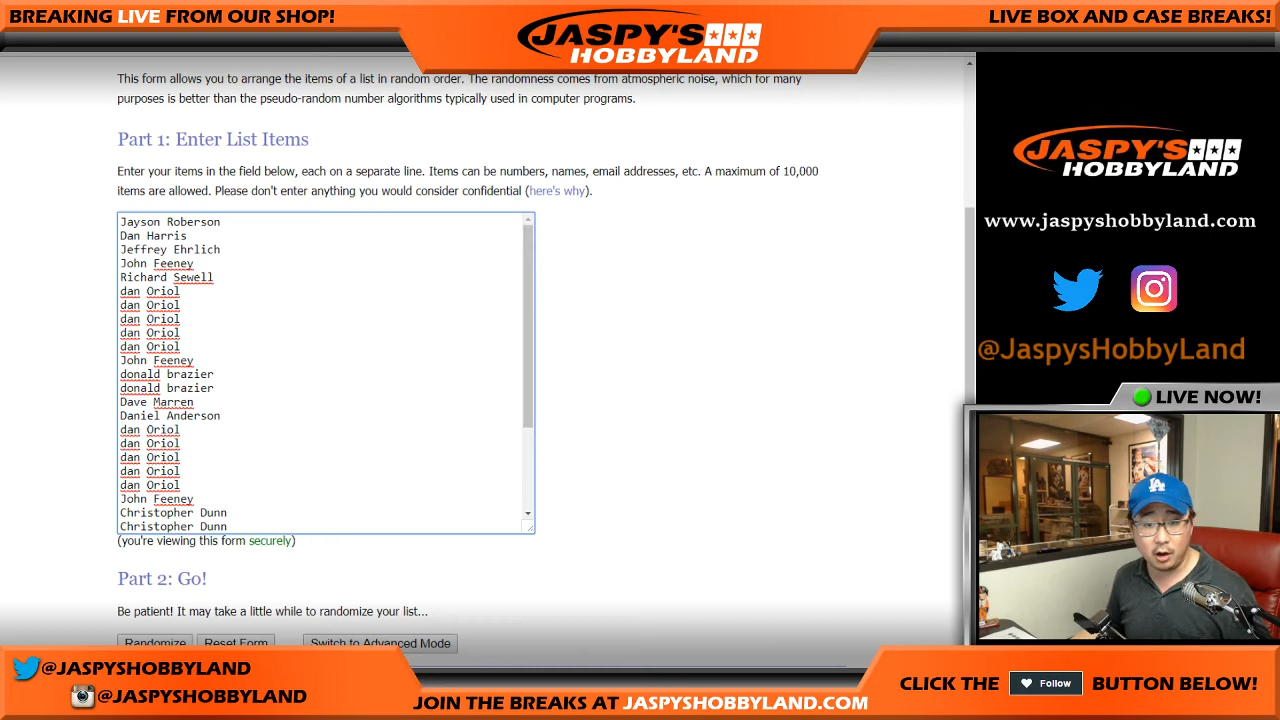 BREAKING LIVE FROM OUR SHOP!
JASPY'S
HOBBYLAND
LIVE BOX AND CASE BREAKS!
This form allows you to arrange the items of a list in random order. The randomness comes from atmospheric noise, which for many
purposes is better than the pseudo-random number algorithms typically used in computer programs.
Part 1: Enter List Items
Enter your items in the field below, each on a separate line. Items can be numbers, names, email addresses, etc. A maximum of 10,000
items are allowed. Please don't enter anything you would consider confidential (here's why).
Jayson Roberson
Dan Harris
Jeffrey Ehrlich
John Feeney
Richard Sewell
dan Oriol
dan Oriol
dan Oriol
dan Oriol
dan Oriol
John Feeney
donald brazier
donald brazier
Dave Marren
Daniel Anderson
dan Oriol
dan Oriol
dan Oriol
dan Oriol
dan Oriol
John Feeney
Christopher Dunn
Christopher Dunn
(you're viewing this form securely)
Part 2: Go!
Be patient! It may take a little while to randomize your list...
Randomize Reset Form Switch to Advanced Mode
JASPY'S
HOBBYLAND
www.jaspyshobbyland.com
@JaspysHobbyLand
LIVE NOW!
LA
@JASPYSHOBBYLAND
@JASPYSHOBBYLAND
JOIN THE BREAKS AT JASPYSHOBBYLAND.COM
CLICK THE Follow BUTTON BELOW!